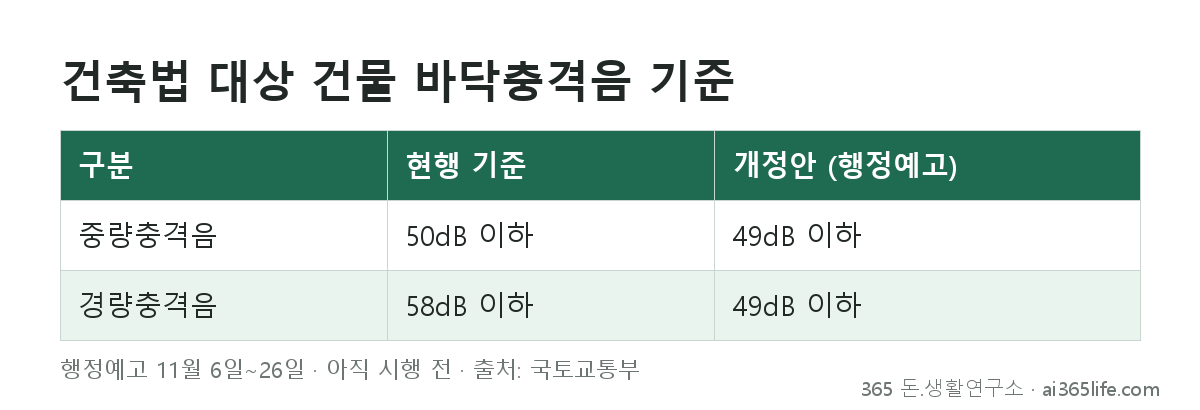 건축법 대상 건물 바닥충격음 기준
구분 현행 기준 개정안 (행정예고)
중량충격음 50dB 이하 49dB 이하
경량충격음 58dB 이하 49dB 이하
행정예고 11월 6일~26일 · 아직 시행 전 · 출처: 국토교통부
365 돈.생활연구소 · ai365life.com